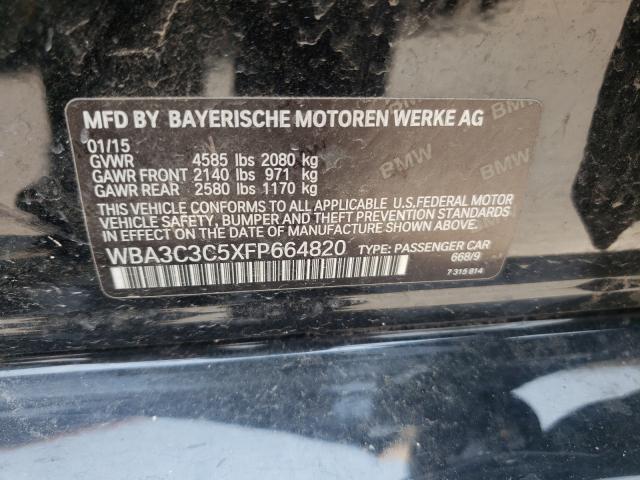 MFD BY BAYERISCHE MOTOREN WERKE AG
01/15
GVWR 4585 lbs 2080 kg
GAWR FRONT 2140 lbs 971 kg
GAWR REAR 2580 lbs 1170 kg
THIS VEHICLE CONFORMS TO ALL APPLICABLE U.S.FEDERAL MOTOR
VEHICLE SAFETY, BUMPER AND THEFT PREVENTION STANDARDS
IN EFFECT ON THE DATE OF MANUFACTURE SHOWN ABOVE.
WBA3C3C5XFP664820 TYPE: PASSENGER CAR
668/9
7 315 814
BMW
BMW